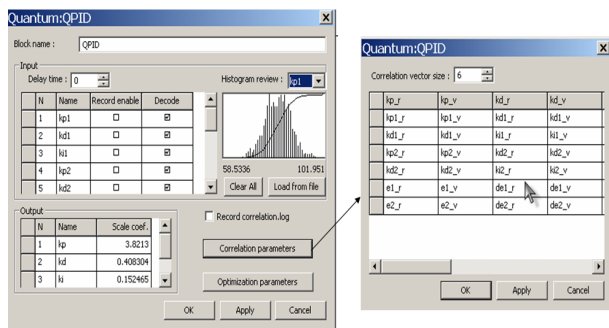 Quantum:QPID
Block name : QPID
Input
Delay time : 0
Histogram review : kp1
N Name Record enable Decode
1 kp1
2 kd1
3 ki1
4 kp2
5 kd2
58.5336 101.951
Clear All Load from file
Output
N Name Scale coef.
1 kp 3.8213
2 kd 0.408304
3 ki 0.152465
Record correlation.log
Correlation parameters
Optimization parameters
OK Apply Cancel
Quantum:QPID
Correlation vector size : 6
kp_r kp_v kd_r kd_v
kp1_r kp1_v kd1_r kd1_v
kd1_r kd1_v ki1_r ki1_v
kp2_r kp2_v kd2_r kd2_v
kd2_r kd2_v ki2_r ki2_v
e1_r e1_v de1_r de1_v
e2_r e2_v de2_r de2_v
OK Apply Cancel